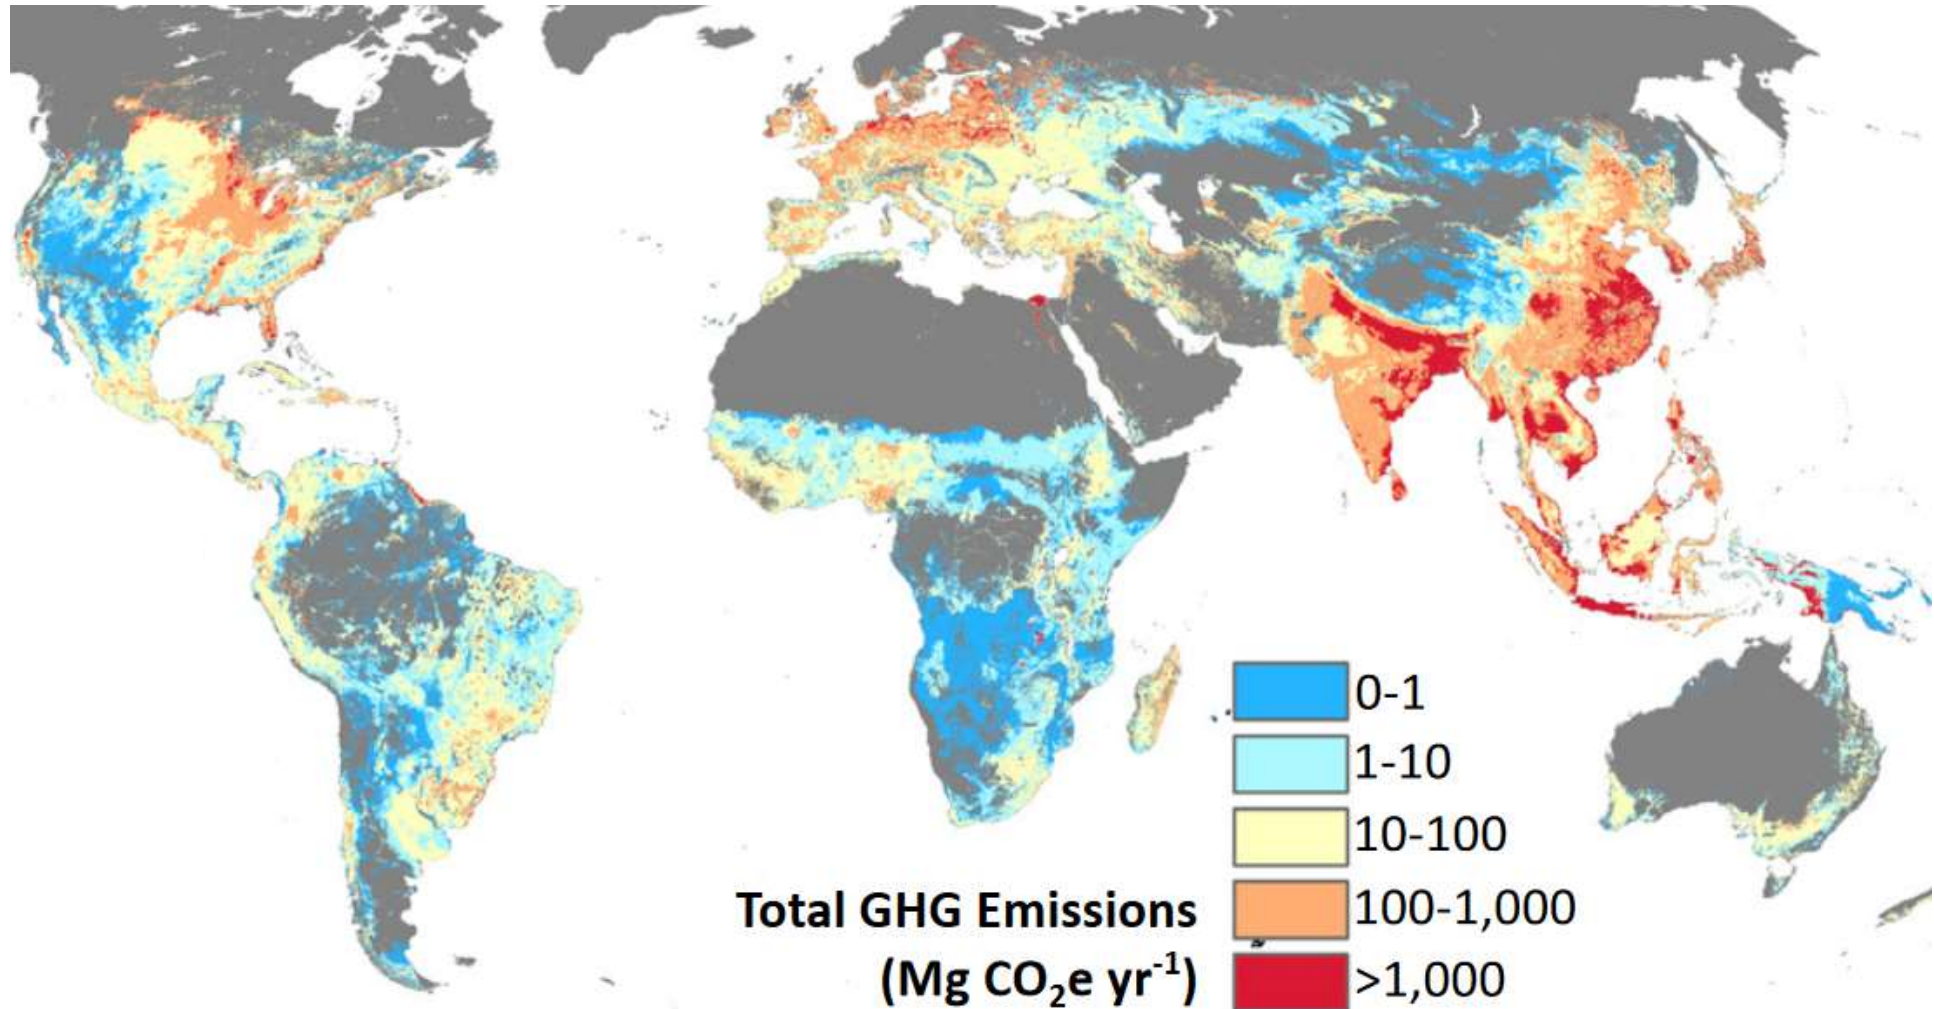 0-1
1-10
10-100
Total GHG Emissions
100-1,000
(Mg CO₂e yr⁻¹)
>1,000